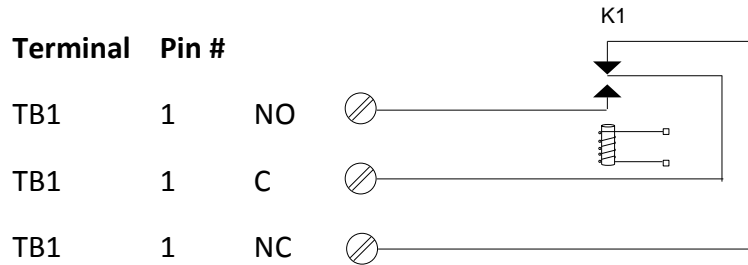 K1
Terminal Pin #
TB1 1 NO
TB1 1 C
TB1 1 NC